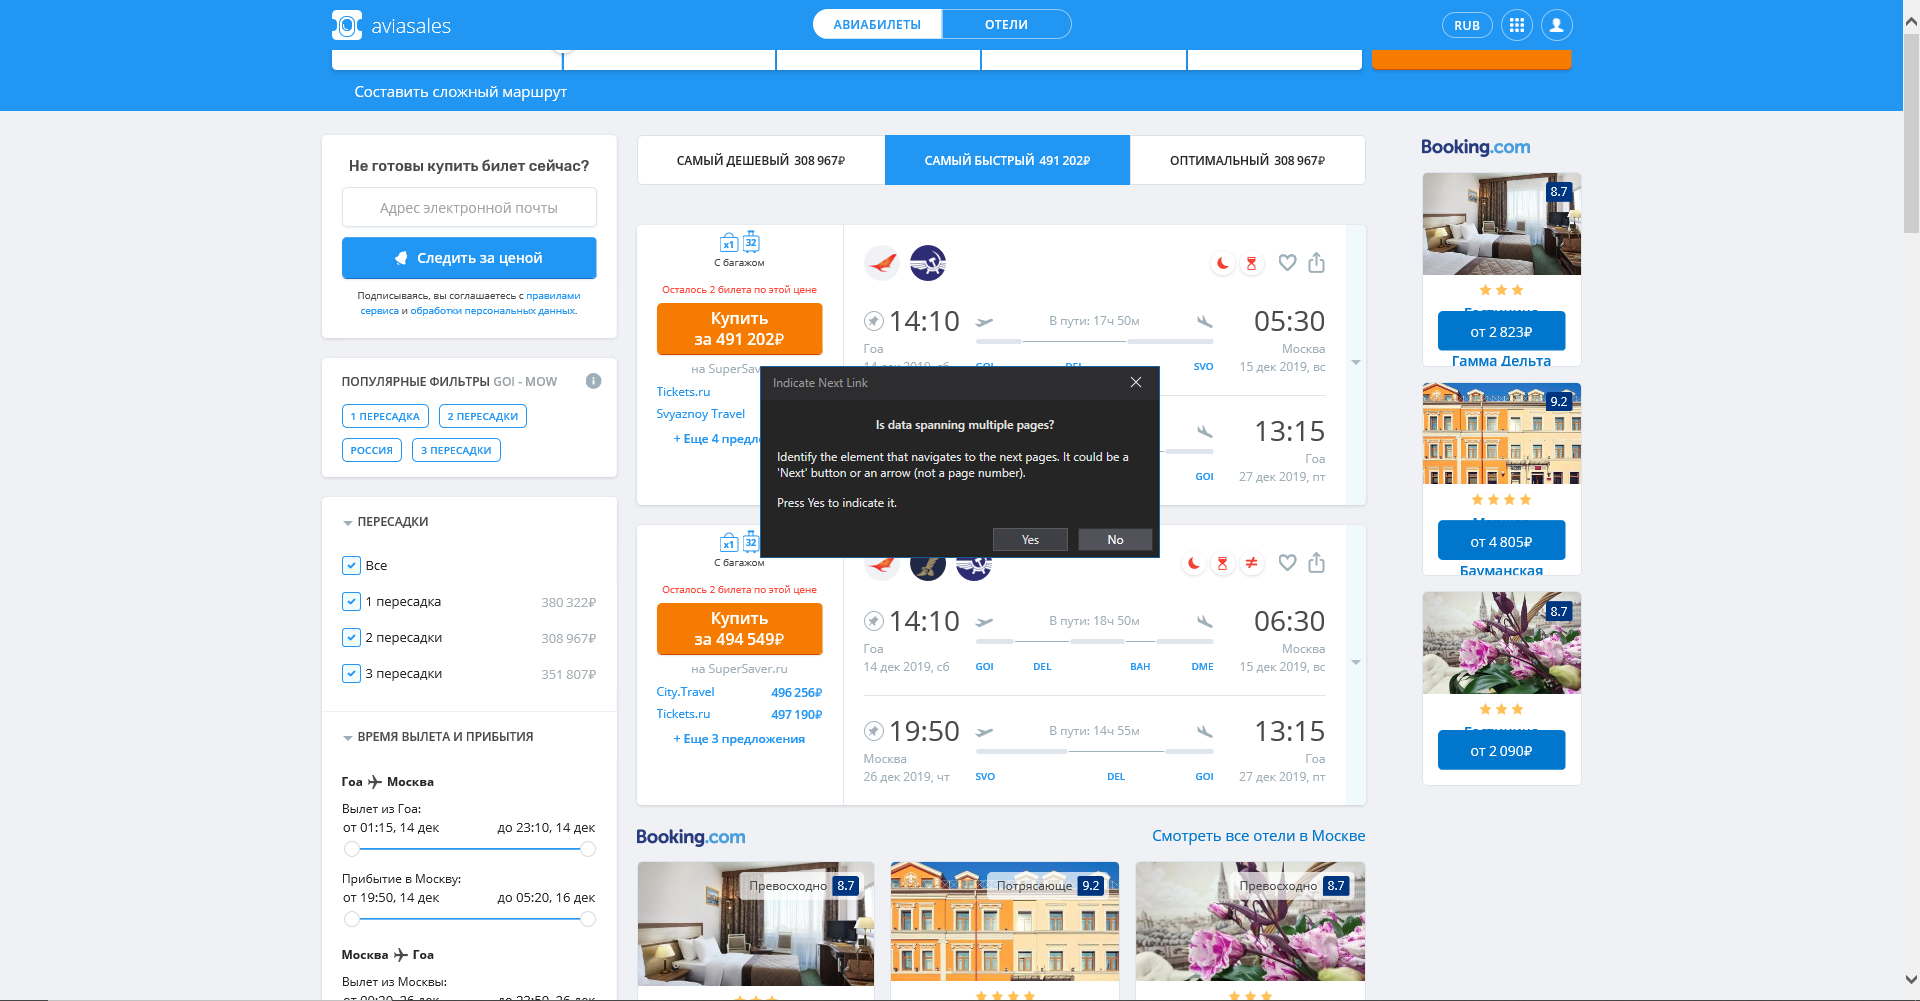 aviasales
АВИАБИЛЕТЫ
ОТЕЛИ
RUB
Составить сложный маршрут
Не готовы купить билет сейчас?
Адрес электронной почты
Следить за ценой
Подписываясь, вы соглашаетесь с правилами
сервиса и обработки персональных данных.
ПОПУЛЯРНЫЕ ФИЛЬТРЫ GOI - MOW
1 ПЕРЕСАДКА
2 ПЕРЕСАДКИ
РОССИЯ
3 ПЕРЕСАДКИ
ПЕРЕСАДКИ
Все
1 пересадка 380 322₽
2 пересадки 308 967₽
3 пересадки 351 807₽
ВРЕМЯ ВЫЛЕТА И ПРИБЫТИЯ
Гоа Москва
Вылет из Гоа:
от 01:15, 14 дек до 23:10, 14 дек
Прибытие в Москву:
от 19:50, 14 дек до 05:20, 16 дек
Москва Гоа
Вылет из Москвы:
САМЫЙ ДЕШЕВЫЙ 308 967₽
САМЫЙ БЫСТРЫЙ 491 202₽
ОПТИМАЛЬНЫЙ 308 967₽
x1 32
С багажом
Осталось 2 билета по этой цене
Купить
за 491 202₽
на SuperSav
Tickets.ru
Svyaznoy Travel
+ Еще 4 предл
14:10
В пути: 17ч 50м
05:30
Гоа
Москва
SVO
15 дек 2019, вс
13:15
Гоа
GOI
27 дек 2019, пт
Indicate Next Link
Is data spanning multiple pages?
Identify the element that navigates to the next pages. It could be a
'Next' button or an arrow (not a page number).
Press Yes to indicate it.
Yes
No
x1 32
С багажом
Осталось 2 билета по этой цене
Купить
за 494 549₽
на SuperSaver.ru
City.Travel 496 256₽
Tickets.ru 497 190₽
+ Еще 3 предложения
14:10
В пути: 18ч 50м
06:30
Гоа
Москва
14 дек 2019, сб
GOI DEL BAH DME
15 дек 2019, вс
19:50
В пути: 14ч 55м
13:15
Москва
Гоа
26 дек 2019, чт
SVO DEL GOI
27 дек 2019, пт
Booking.com
Смотреть все отели в Москве
Превосходно 8.7
Потрясающе 9.2
Превосходно 8.7
Booking.com
8.7
от 2 823₽
Гамма Дельта
9.2
от 4 805₽
Бауманская
8.7
от 2 090₽